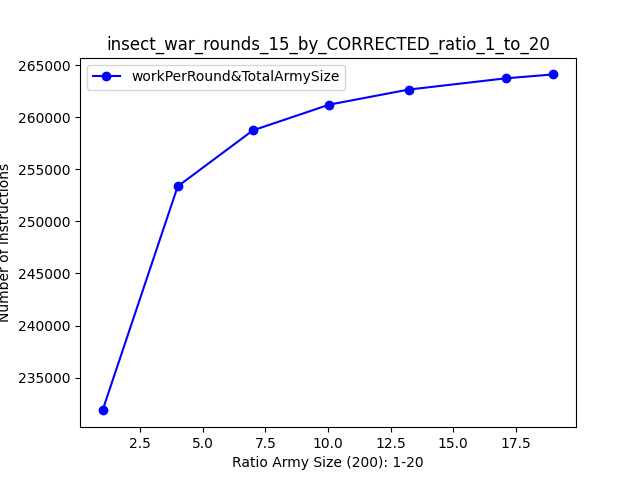 insect_war_rounds_15_by_CORRECTED_ratio_1_to_20
workPerRound&TotalArmySize
265000
260000
255000
250000
245000
240000
235000
Number of Instructions
2.5 5.0 7.5 10.0 12.5 15.0 17.5
Ratio Army Size (200): 1-20